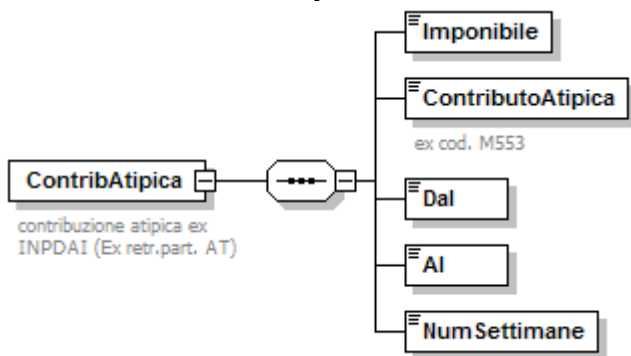 Imponibile
ContributoAtipica
ex cod. M553
ContribAtipica
contribuzione atipica ex
INPDAI (Ex retr.part. AT)
Dal
Al
NumSettimane